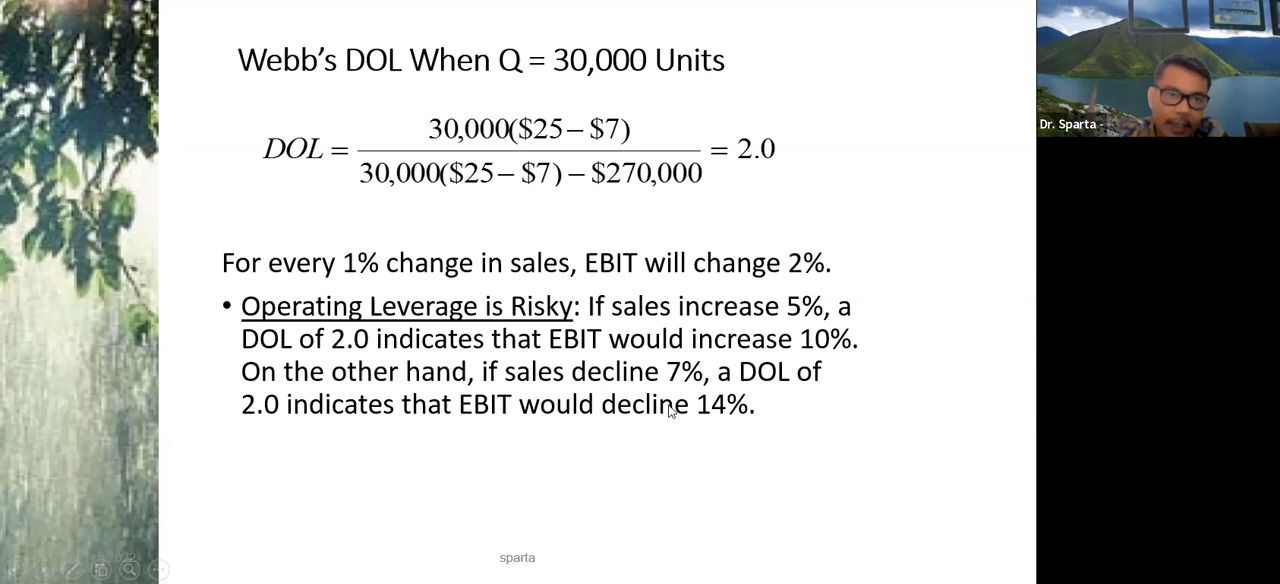 Webb's DOL When Q = 30,000 Units
DOL = 30,000($25 – $7) / 30,000($25 – $7) – $270,000 = 2.0
For every 1% change in sales, EBIT will change 2%.
• Operating Leverage is Risky: If sales increase 5%, a
DOL of 2.0 indicates that EBIT would increase 10%.
On the other hand, if sales decline 7%, a DOL of
2.0 indicates that EBIT would decline 14%.
sparta
Dr. Sparta -